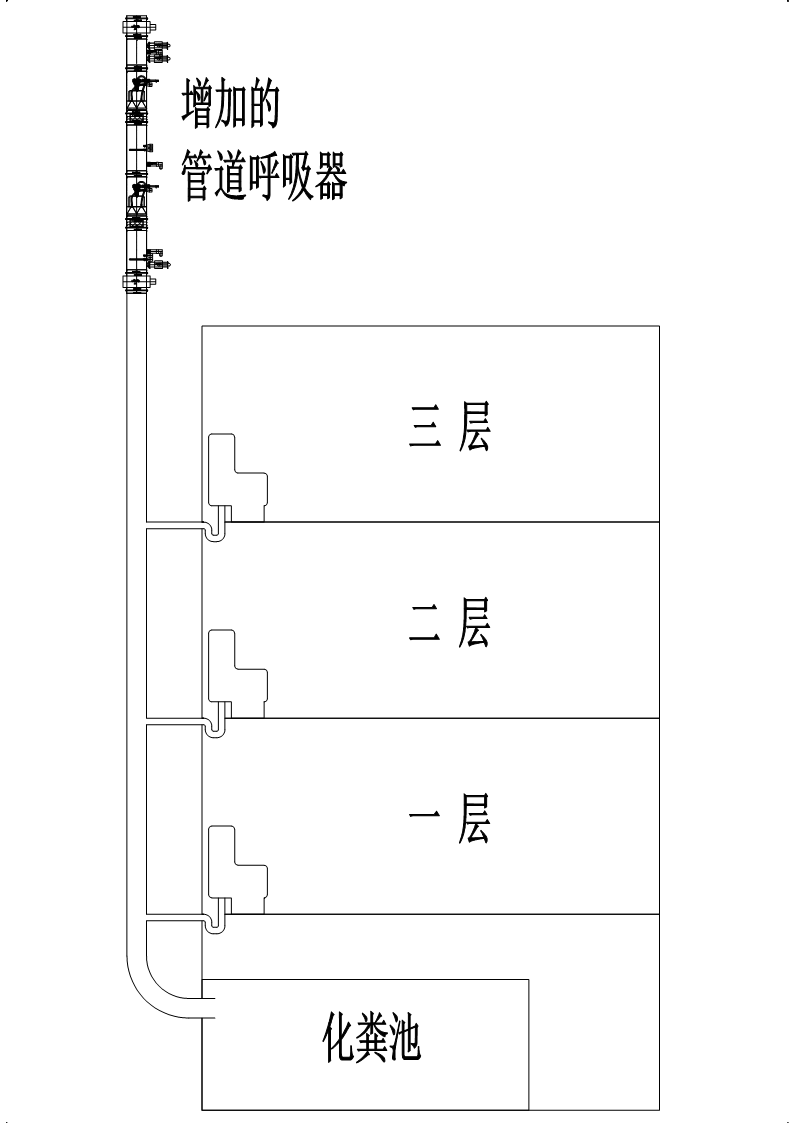 增加的
管道呼吸器
三 层
二 层
一 层
化粪池